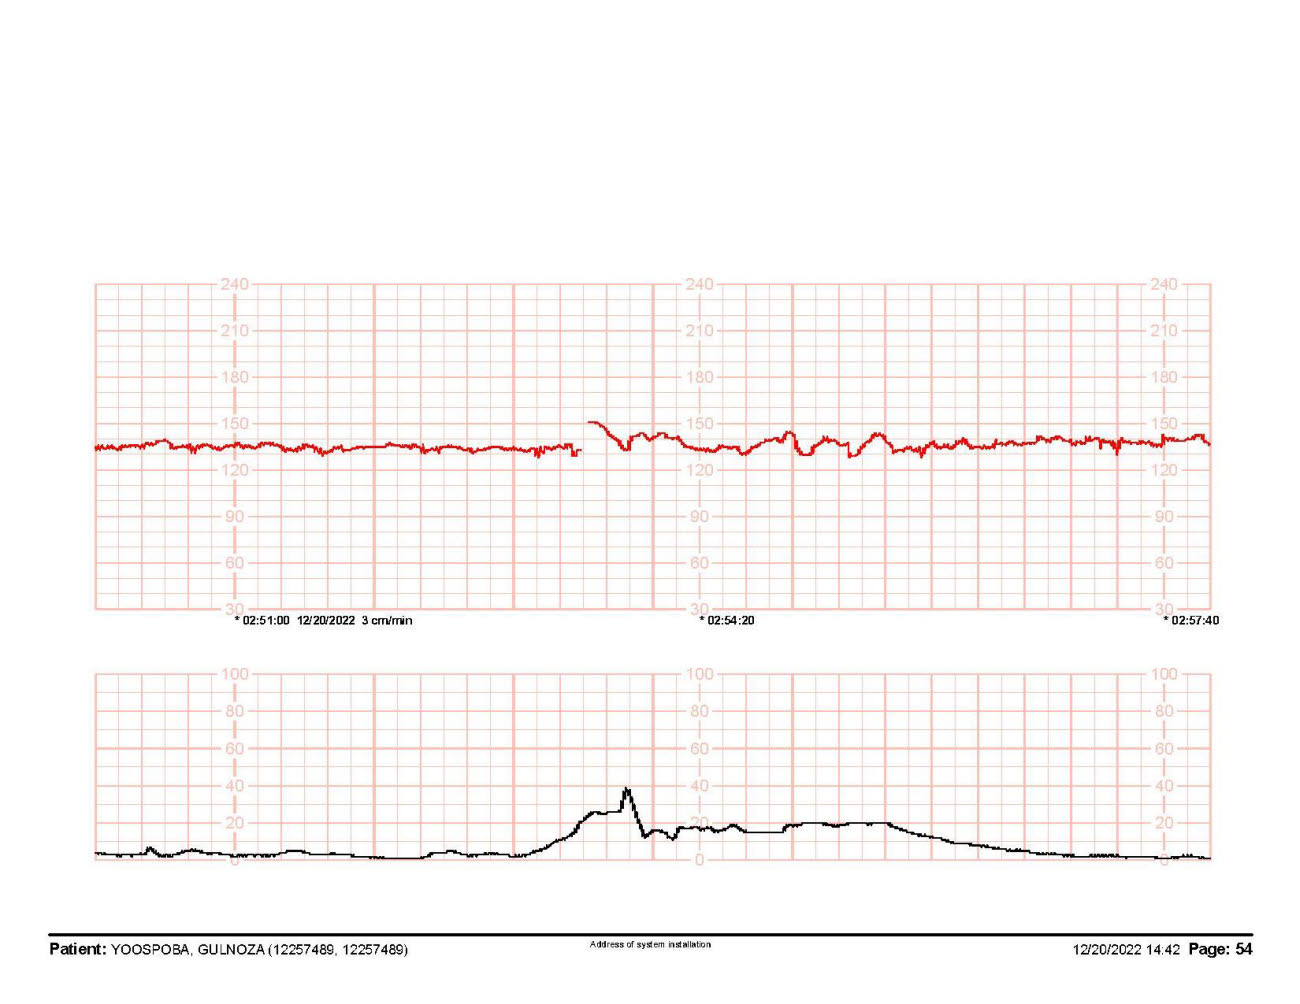 240 240 240
210 210 210
180 180 180
150 150 150
120 120 120
90 90 90
60 60 60
30 30
* 02:51:00 12/20/2022 3 cm/min * 02:54:20 * 02:57:40
100 100 100
80 80 80
60 60 60
40 40 40
20 20 20
0 0 0
Patient: YOOSPOBA, GULNOZA (12257489, 12257489) Address of system installation 12/20/2022 14:42 Page: 54